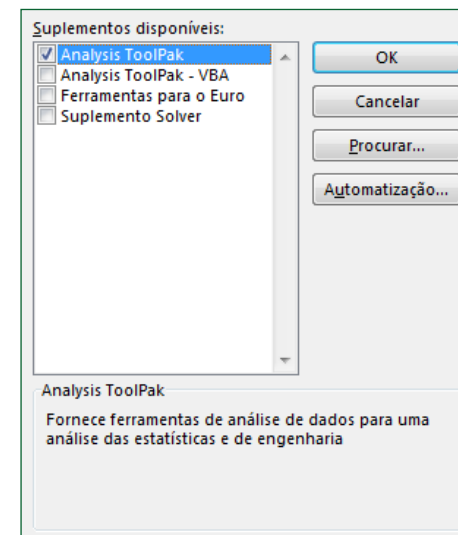 Suplementos disponíveis:
Analysis ToolPak
Analysis ToolPak - VBA
Ferramentas para o Euro
Suplemento Solver
OK
Cancelar
Procurar...
Automatização...
Analysis ToolPak
Fornece ferramentas de análise de dados para uma
análise das estatísticas e de engenharia